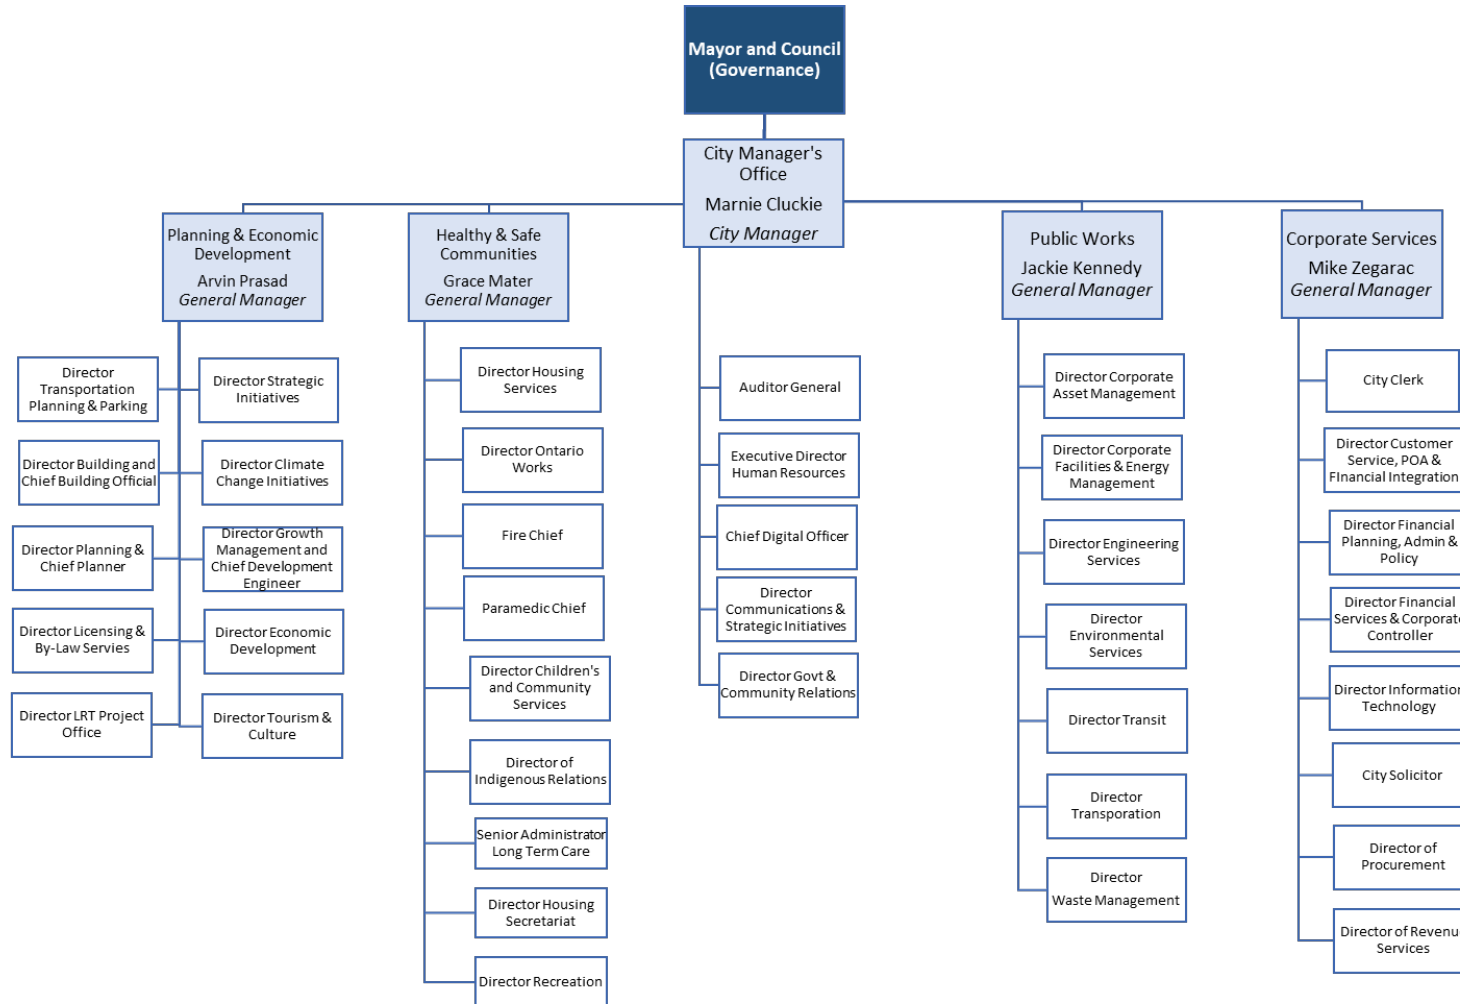 Mayor and Council
(Governance)
City Manager's
Office
Marnie Cluckie
City Manager
Planning & Economic
Development
Arvin Prasad
General Manager
Director
Transportation
Planning & Parking
Director Strategic
Initiatives
Director Building and
Chief Building Official
Director Climate
Change Initiatives
Director Planning &
Chief Planner
Director Growth
Management and
Chief Development
Engineer
Director Licensing &
By-Law Servies
Director Economic
Development
Director LRT Project
Office
Director Tourism &
Culture
Healthy & Safe
Communities
Grace Mater
General Manager
Director Housing
Services
Director Ontario
Works
Fire Chief
Paramedic Chief
Director Children's
and Community
Services
Director of
Indigenous Relations
Senior Administrator
Long Term Care
Director Housing
Secretariat
Director Recreation
Auditor General
Executive Director
Human Resources
Chief Digital Officer
Director
Communications &
Strategic Initiatives
Director Govt &
Community Relations
Public Works
Jackie Kennedy
General Manager
Director Corporate
Asset Management
Director Corporate
Facilities & Energy
Management
Director Engineering
Services
Director
Environmental
Services
Director Transit
Director
Transporation
Director
Waste Management
Corporate Services
Mike Zegarac
General Manager
City Clerk
Director Customer
Service, POA &
FInancial Integration
Director Financial
Planning, Admin &
Policy
Director Financial
Services & Corporate
Controller
Director Information
Technology
City Solicitor
Director of
Procurement
Director of Revenue
Services